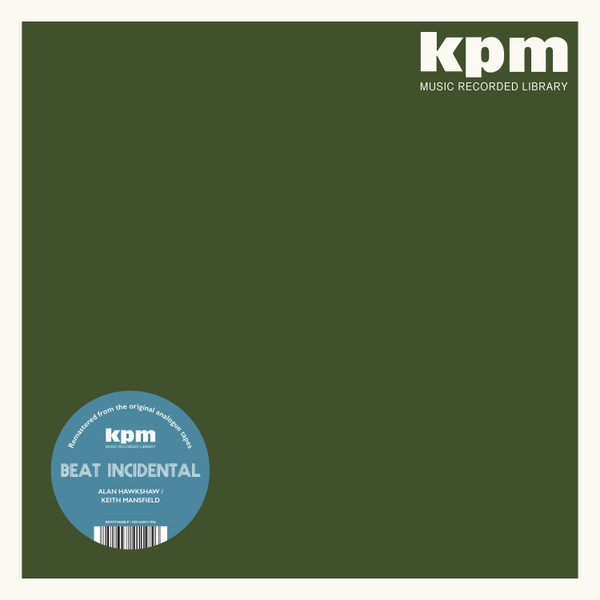 kpm
MUSIC RECORDED LIBRARY
Remastered from the original analogue tapes
kpm
MUSIC RECORDED LIBRARY
BEAT INCIDENTAL
ALAN HAWKSHAW /
KEITH MANSFIELD